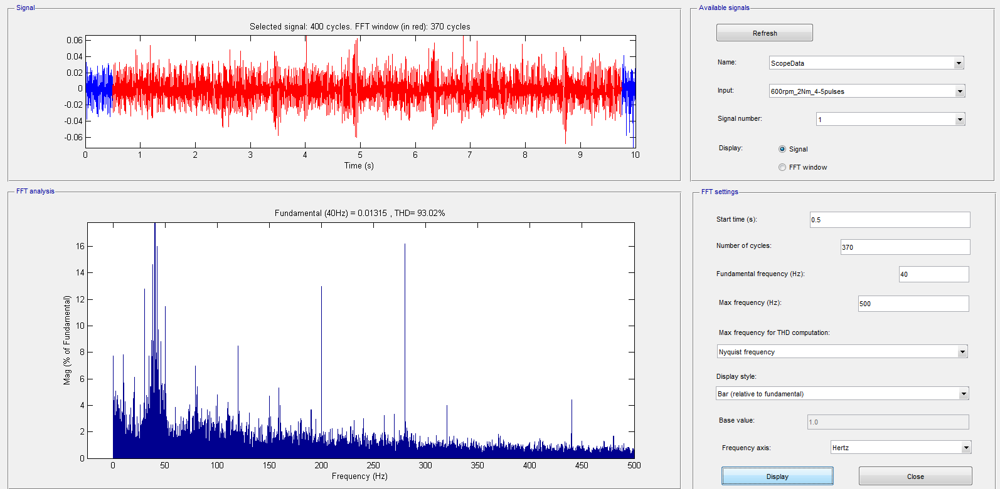 Signal
Selected signal: 400 cycles. FFT window (in red): 370 cycles
0.06
0.04
0.02
0
-0.02
-0.04
-0.06
0 1 2 3 4 5 6 7 8 9 10
Time (s)
Available signals
Refresh
Name: ScopeData
Input: 600rpm_2Nm_4-5pulses
Signal number: 1
Display: Signal
FFT window
FFT analysis
Fundamental (40Hz) = 0.01315 , THD= 93.02%
Mag (% of Fundamental)
16
14
12
10
8
6
4
2
0
0 50 100 150 200 250 300 350 400 450 500
Frequency (Hz)
FFT settings
Start time (s): 0.5
Number of cycles: 370
Fundamental frequency (Hz): 40
Max frequency (Hz): 500
Max frequency for THD computation:
Nyquist frequency
Display style:
Bar (relative to fundamental)
Base value: 1.0
Frequency axis: Hertz
Display Close